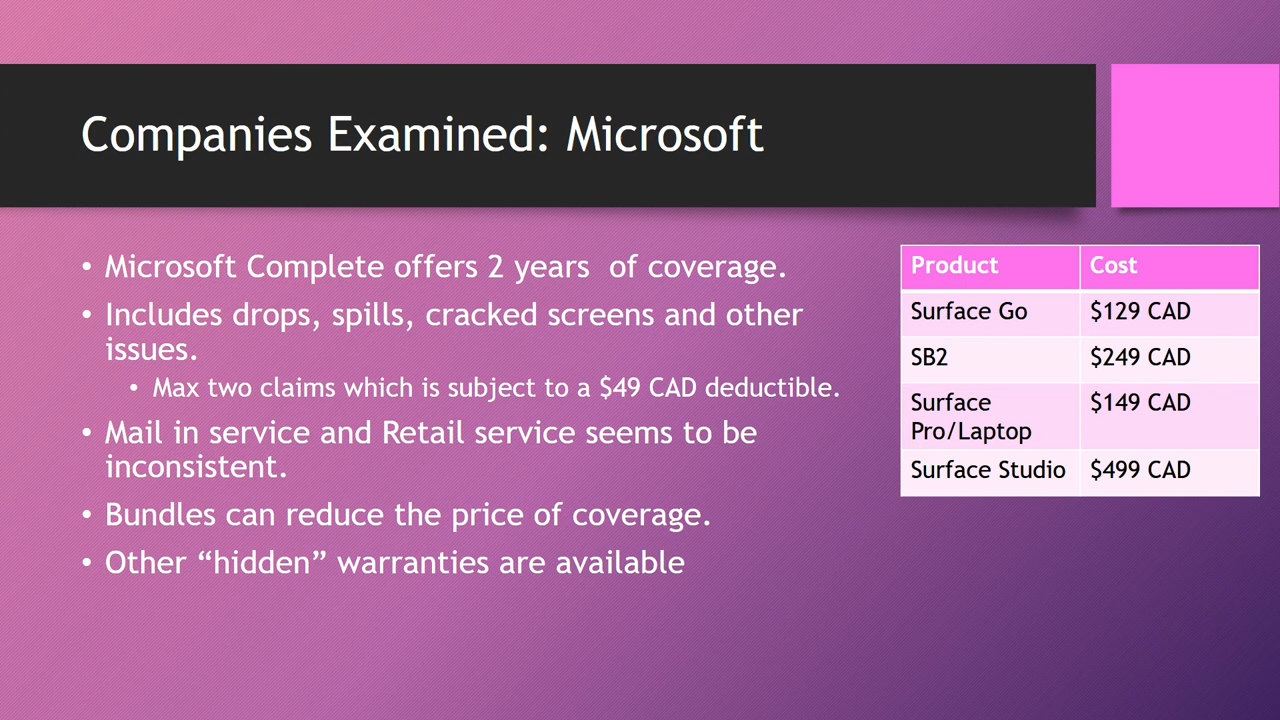 Companies Examined: Microsoft
• Microsoft Complete offers 2 years  of coverage.
• Includes drops, spills, cracked screens and other
issues.
• Max two claims which is subject to a $49 CAD deductible.
• Mail in service and Retail service seems to be
inconsistent.
• Bundles can reduce the price of coverage.
• Other “hidden” warranties are available
Product Cost
Surface Go $129 CAD
SB2 $249 CAD
Surface $149 CAD
Pro/Laptop
Surface Studio $499 CAD